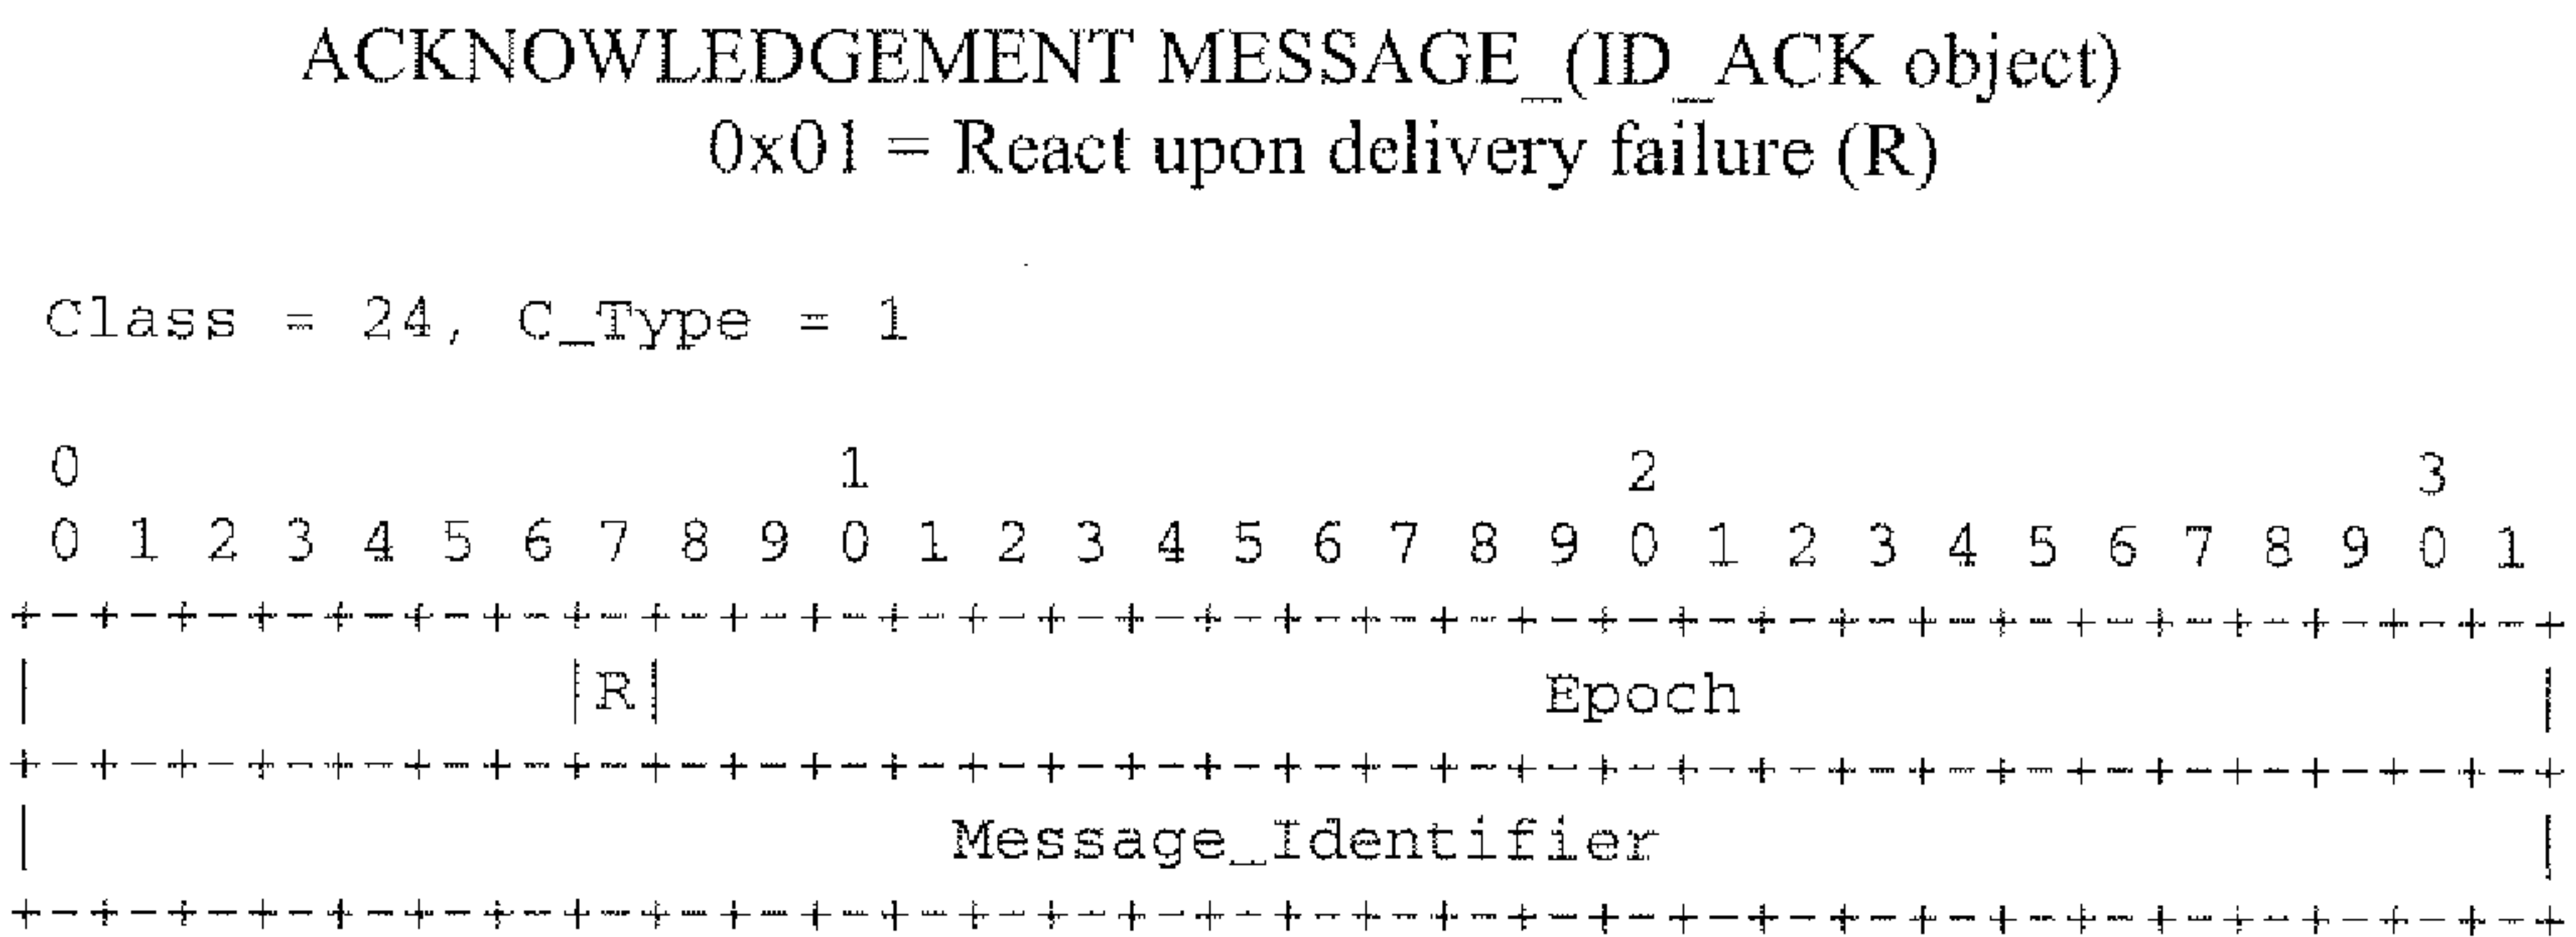 ACKNOWLEDGEMENT MESSAGE_(ID_ACK object)
0x01 = React upon delivery failure (R)
Class = 24, C_Type = 1
0 1 2 3
0 1 2 3 4 5 6 7 8 9 0 1 2 3 4 5 6 7 8 9 0 1 2 3 4 5 6 7 8 9 0 1
+-+-+-+-+-+-+-+-+-+-+-+-+-+-+-+-+-+-+-+-+-+-+-+-+-+-+-+-+-+-+-+-+
| |R| Epoch |
+-+-+-+-+-+-+-+-+-+-+-+-+-+-+-+-+-+-+-+-+-+-+-+-+-+-+-+-+-+-+-+-+
| Message_Identifier |
+-+-+-+-+-+-+-+-+-+-+-+-+-+-+-+-+-+-+-+-+-+-+-+-+-+-+-+-+-+-+-+-+